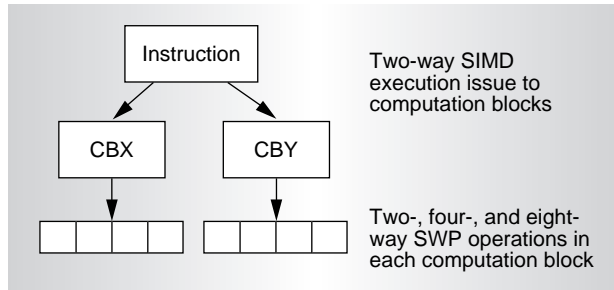 Instruction
Two-way SIMD
execution issue to
computation blocks
CBX
CBY
Two-, four-, and eight-
way SWP operations in
each computation block